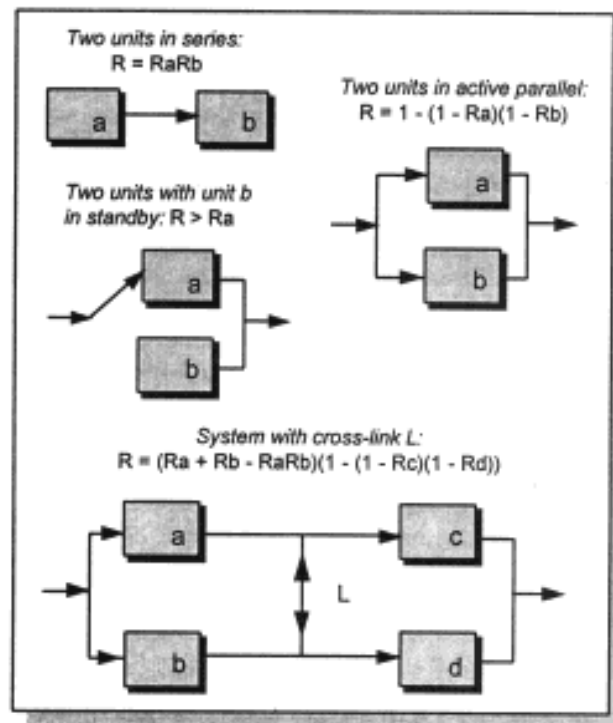 Two units in series:
R = RaRb
a
b
Two units in active parallel:
R = 1 - (1 - Ra)(1 - Rb)
a
b
Two units with unit b
in standby: R > Ra
a
b
System with cross-link L:
R = (Ra + Rb - RaRb)(1 - (1 - Rc)(1 - Rd))
a
c
L
b
d